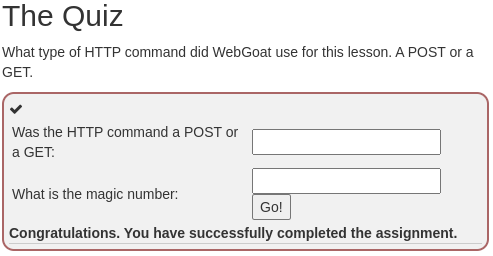 The Quiz
What type of HTTP command did WebGoat use for this lesson. A POST or a
GET.
Was the HTTP command a POST or
a GET:
What is the magic number:
Go!
Congratulations. You have successfully completed the assignment.